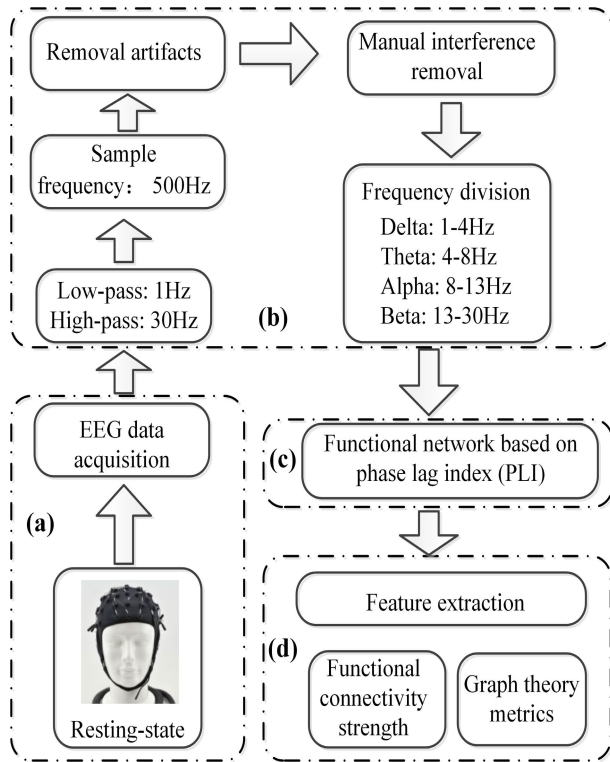 Removal artifacts
Manual interference
removal
Sample
frequency： 500Hz
Frequency division
Delta: 1-4Hz
Theta: 4-8Hz
Alpha: 8-13Hz
Beta: 13-30Hz
Low-pass: 1Hz
High-pass: 30Hz
(b)
EEG data
acquisition
(a)
Resting-state
(c)
Functional network based on
phase lag index (PLI)
Feature extraction
(d)
Functional
connectivity
strength
Graph theory
metrics